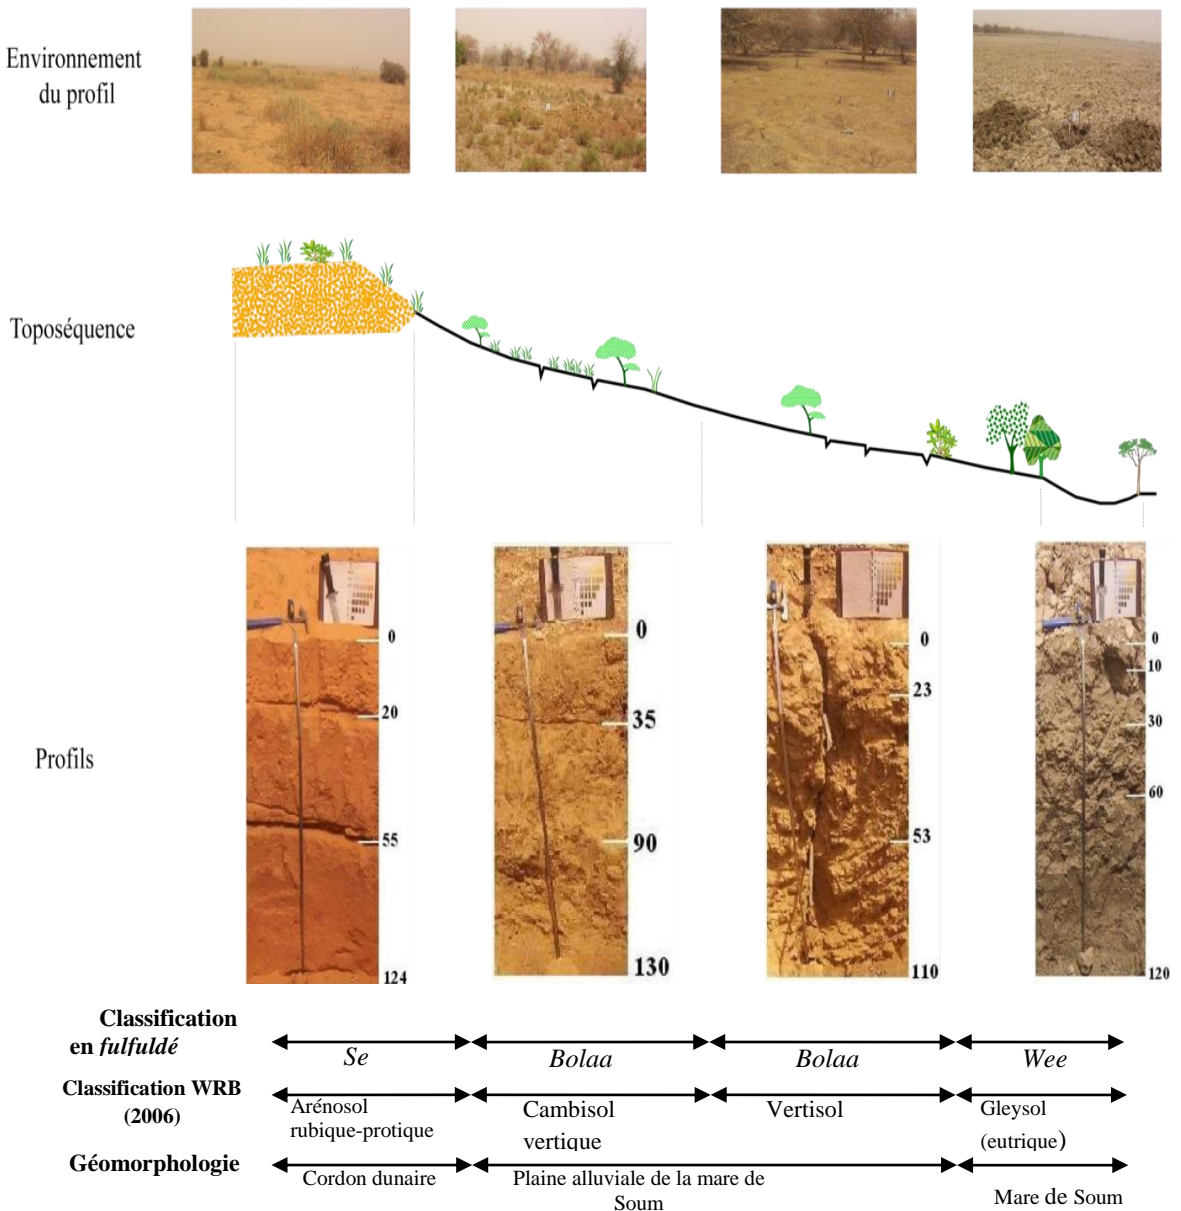 Environnement
du profil
Toposéquence
Profils
0
20
55
124
0
35
90
130
0
23
53
110
0
10
30
60
120
Classification
en fulfuldé
Se
Bolaa
Bolaa
Wee
Classification WRB
(2006)
Arénosol
rubique-protique
Cambisol
vertique
Vertisol
Gleysol
(eutrique)
Géomorphologie
Cordon dunaire
Plaine alluviale de la mare de
Soum
Mare de Soum